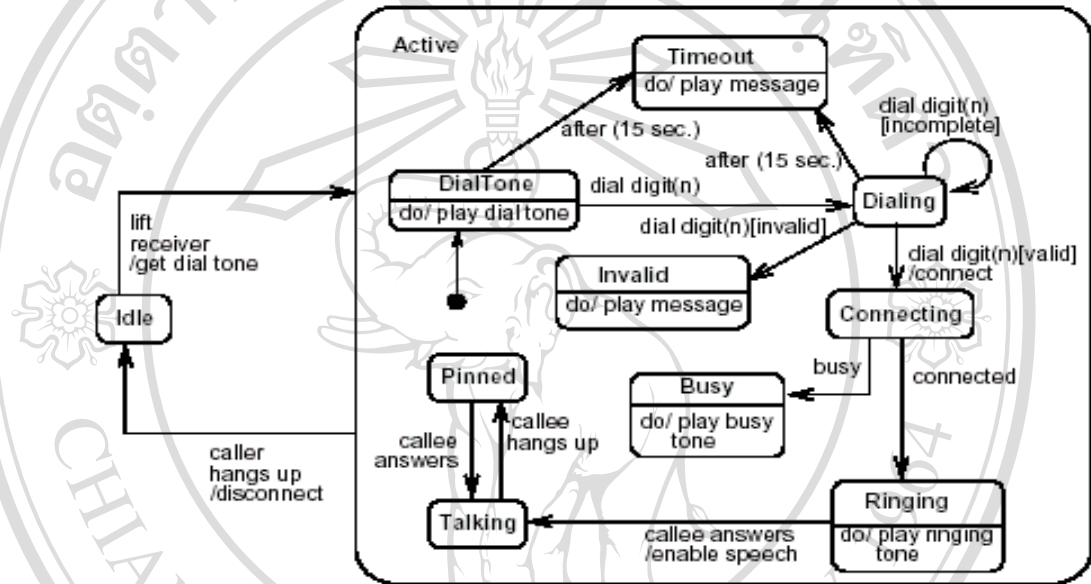 Active
Timeout
do/ play message
dial digit(n)
[incomplete]
after (15 sec.)
after (15 sec.)
DialTone
do/ play dial tone
dial digit(n)
Dialing
lift
receiver
/get dial tone
dial digit(n)[invalid]
dial digit(n)[valid]
/connect
Invalid
do/ play message
Idle
Connecting
Pinned
busy
connected
Busy
do/ play busy
tone
callee
answers
callee
hangs up
caller
hangs up
/disconnect
Talking
callee answers
/enable speech
Ringing
do/ play ringing
tone